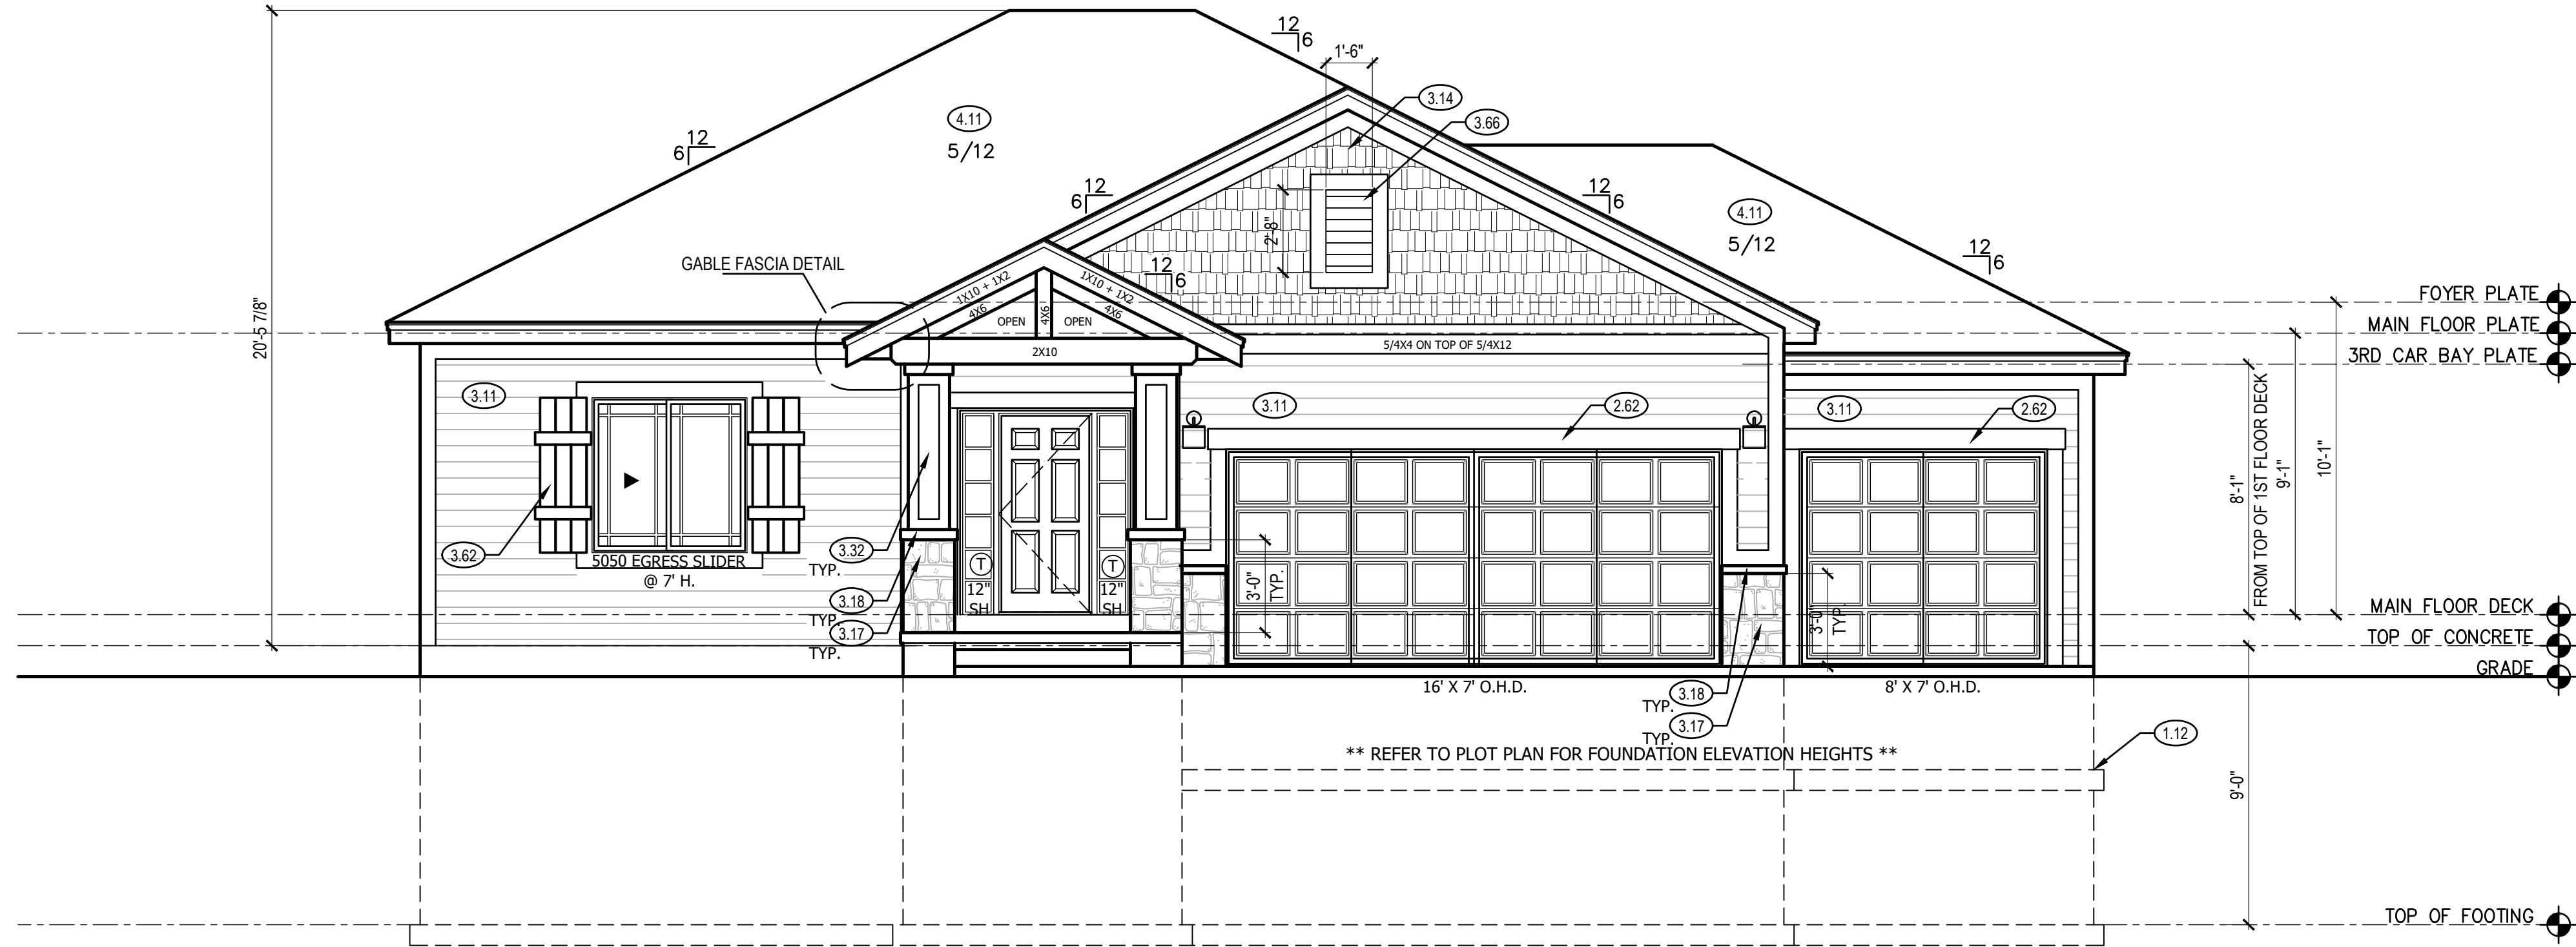 12
6
1'-6"
3.14
3.66
4.11
5/12
12
6
12
6
12
6
4.11
5/12
2'-8"
12
6
12
6
GABLE FASCIA DETAIL
20'-5 7/8"
1X10 + 1X2
1X10 + 1X2
4X6
4X6
4X6
OPEN
OPEN
2X10
5/4X4 ON TOP OF 5/4X12
FOYER PLATE
MAIN FLOOR PLATE
3RD CAR BAY PLATE
3.11
3.11
2.62
3.11
2.62
8'-1"
FROM TOP OF 1ST FLOOR DECK
9'-1"
10'-1"
3.62
5050 EGRESS SLIDER
@ 7' H.
3.32
TYP.
3.18
TYP.
3.17
TYP.
T
12"
SH
T
12"
SH
3'-0"
TYP.
3'-0"
TYP.
MAIN FLOOR DECK
TOP OF CONCRETE
GRADE
16' X 7' O.H.D.
8' X 7' O.H.D.
3.18
TYP.
3.17
TYP.
** REFER TO PLOT PLAN FOR FOUNDATION ELEVATION HEIGHTS **
1.12
9'-0"
TOP OF FOOTING